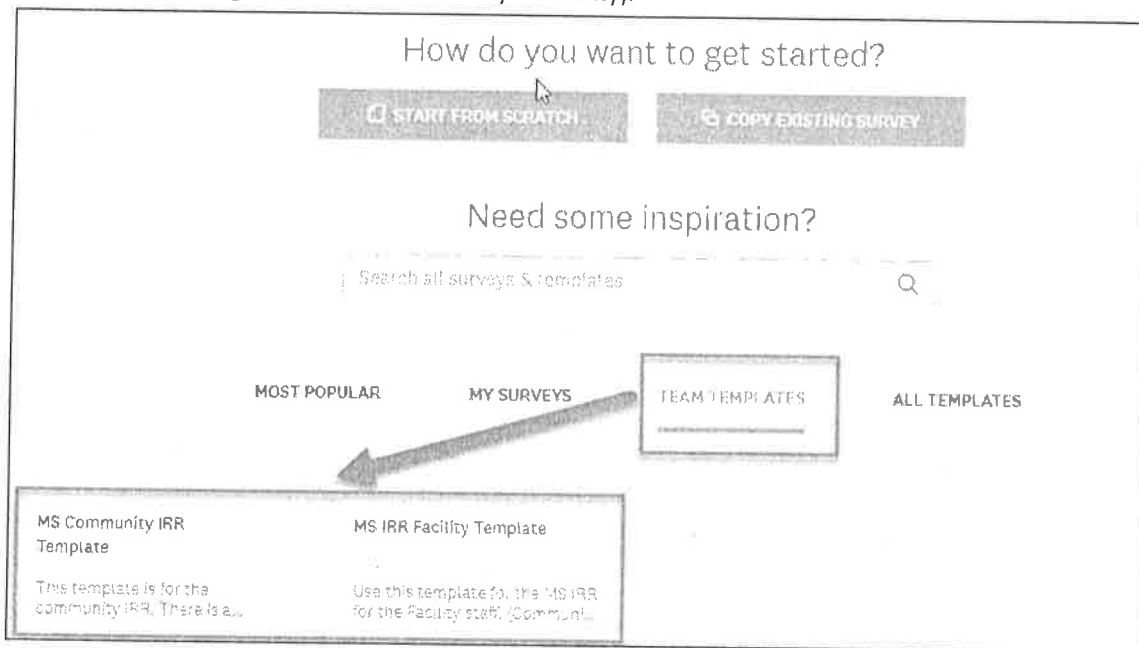 How do you want to get started?
START FROM SCRATCH
COPY EXISTING SURVEY
Need some inspiration?
Search all surveys & templates
MOST POPULAR
MY SURVEYS
TEAM TEMPLATES
ALL TEMPLATES
MS Community IRR
Template
This template is for the
community IRR. There is a...
MS IRR Facility Template
Use this template for the MS IRR
for the Facility staff. (Communi...